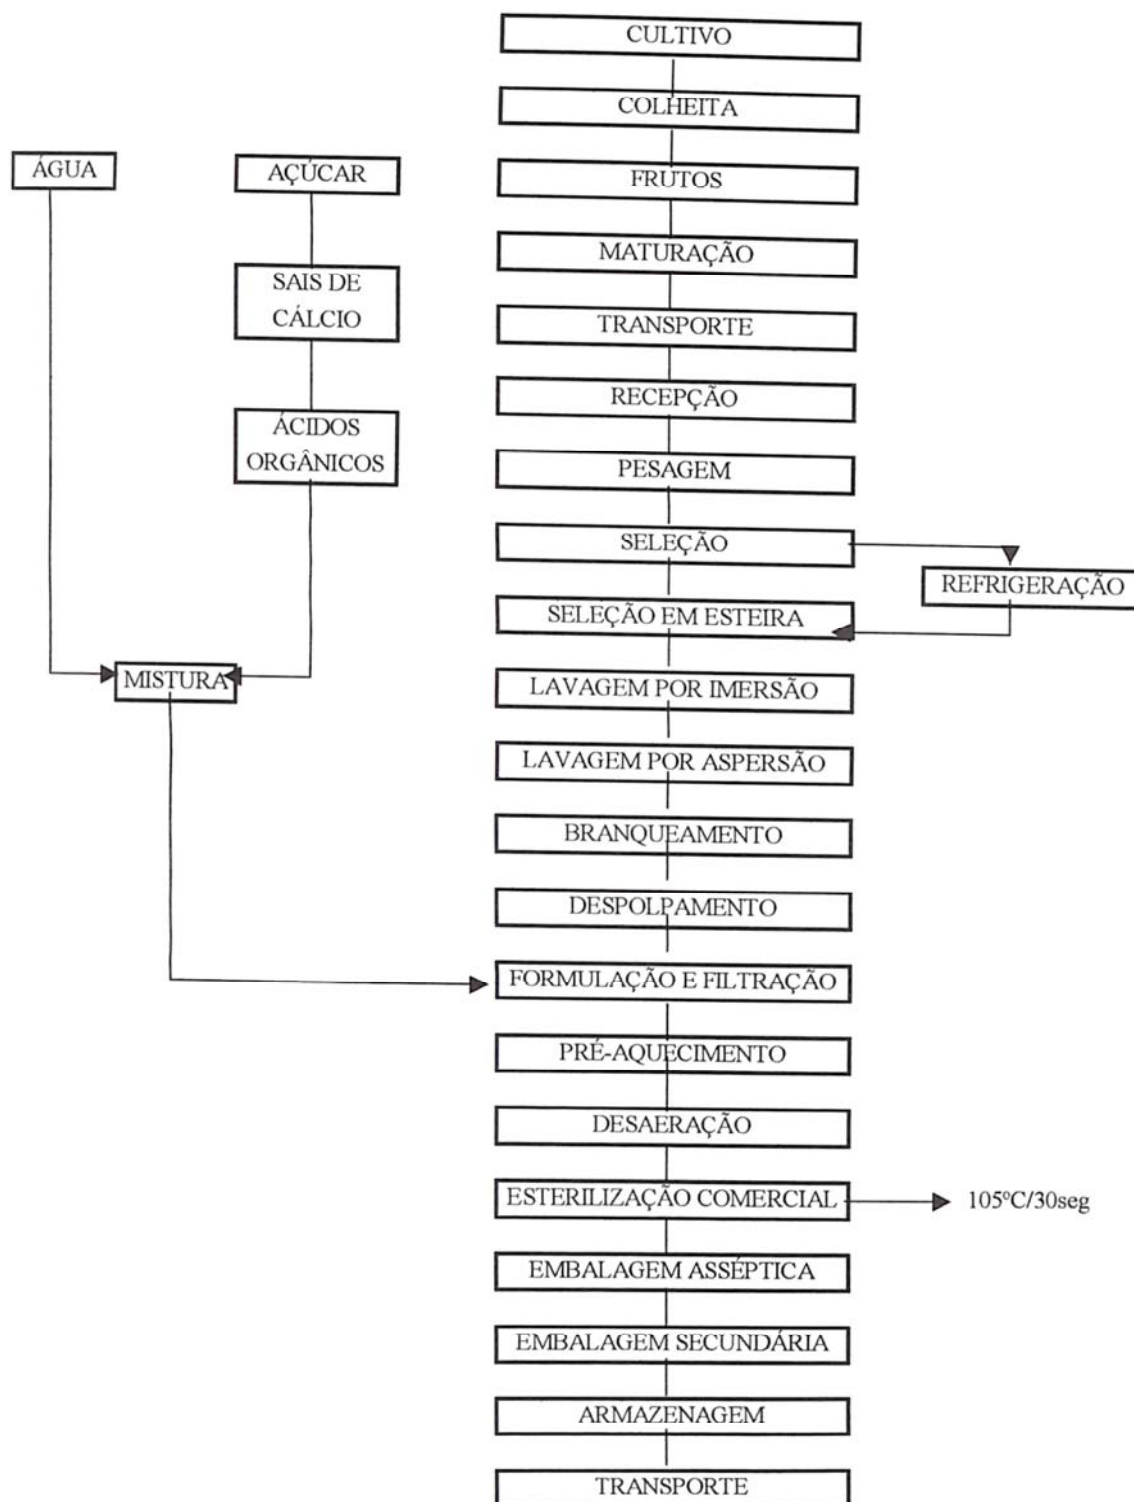 CULTIVO
COLHEITA
ÁGUA
AÇÚCAR
FRUTOS
MATURAÇÃO
SAIS DE
CÁLCIO
TRANSPORTE
RECEPÇÃO
ÁCIDOS
ORGÂNICOS
PESAGEM
SELEÇÃO
REFRIGERAÇÃO
SELEÇÃO EM ESTEIRA
MISTURA
LAVAGEM POR IMERSÃO
LAVAGEM POR ASPERSÃO
BRANQUEAMENTO
DESPOLPAMENTO
FORMULAÇÃO E FILTRAÇÃO
PRÉ-AQUECIMENTO
DESAERAÇÃO
ESTERILIZAÇÃO COMERCIAL
105ºC/30seg
EMBALAGEM ASSÉPTICA
EMBALAGEM SECUNDÁRIA
ARMAZENAGEM
TRANSPORTE